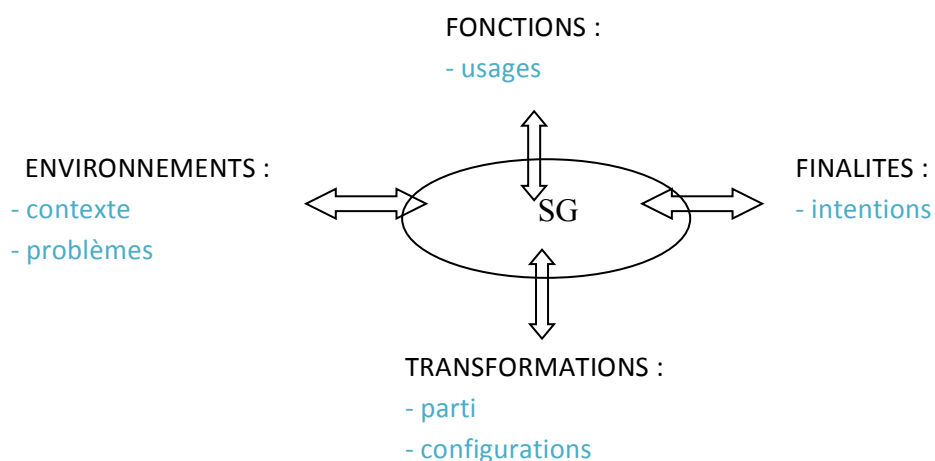 FONCTIONS :
- usages
ENVIRONNEMENTS :
- contexte
- problèmes
SG
FINALITES :
- intentions
TRANSFORMATIONS :
- parti
- configurations